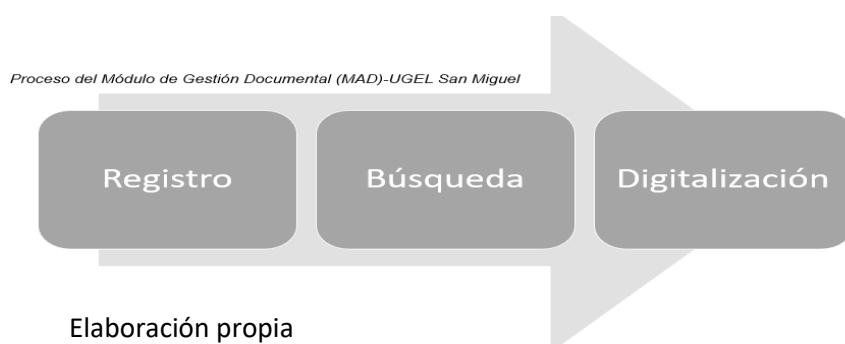 Proceso del Módulo de Gestión Documental (MAD)-UGEL San Miguel
Registro
Búsqueda
Digitalización
Elaboración propia